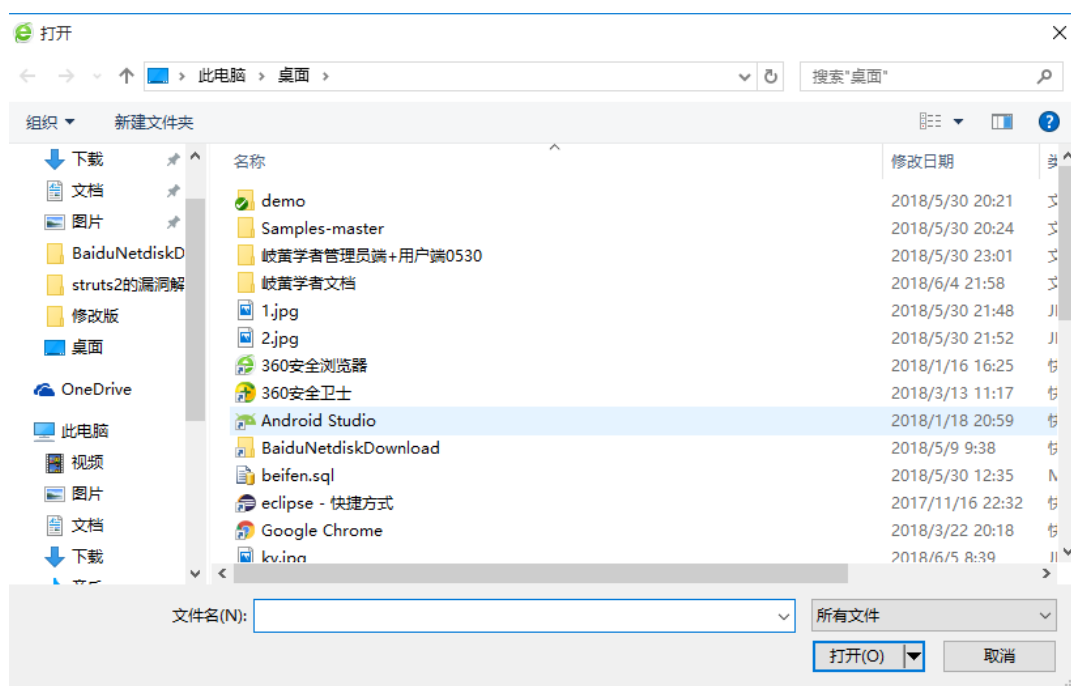 打开
此电脑 > 桌面 >
搜索"桌面"
组织
新建文件夹
下载
文档
图片
BaiduNetdiskD
struts2的漏洞解
修改版
桌面
OneDrive
此电脑
视频
图片
文档
下载
名称 修改日期
demo 2018/5/30 20:21
Samples-master 2018/5/30 20:24
岐黄学者管理员端+用户端0530 2018/5/30 23:01
岐黄学者文档 2018/6/4 21:58
1.jpg 2018/5/30 21:48
2.jpg 2018/5/30 21:52
360安全浏览器 2018/1/16 16:25
360安全卫士 2018/3/13 11:17
Android Studio 2018/1/18 20:59
BaiduNetdiskDownload 2018/5/9 9:38
beifen.sql 2018/5/30 12:35
eclipse - 快捷方式 2017/11/16 22:32
Google Chrome 2018/3/22 20:18
2018/6/5 8:39
文件名(N):
所有文件
打开(O)
取消